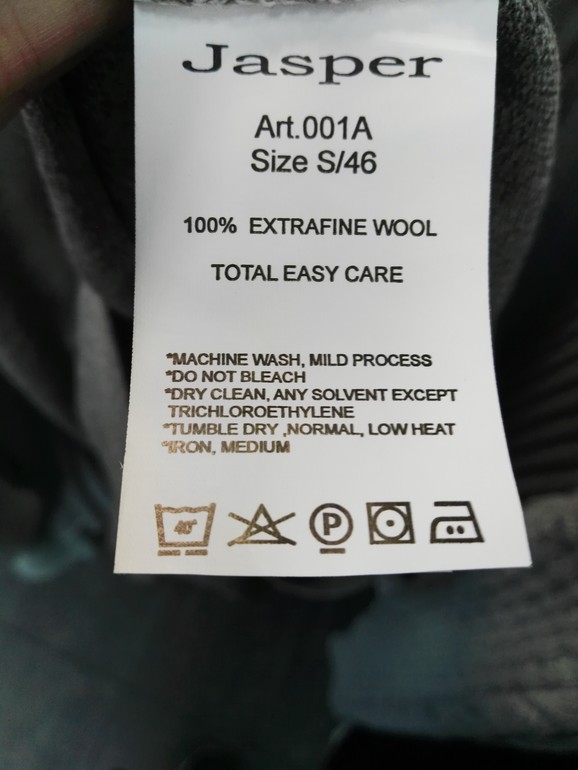 Jasper
Art.001A
Size S/46
100% EXTRAFINE WOOL
TOTAL EASY CARE
*MACHINE WASH, MILD PROCESS
*DO NOT BLEACH
*DRY CLEAN, ANY SOLVENT EXCEPT
TRICHLOROETHYLENE
*TUMBLE DRY ,NORMAL, LOW HEAT
*IRON, MEDIUM
40° P